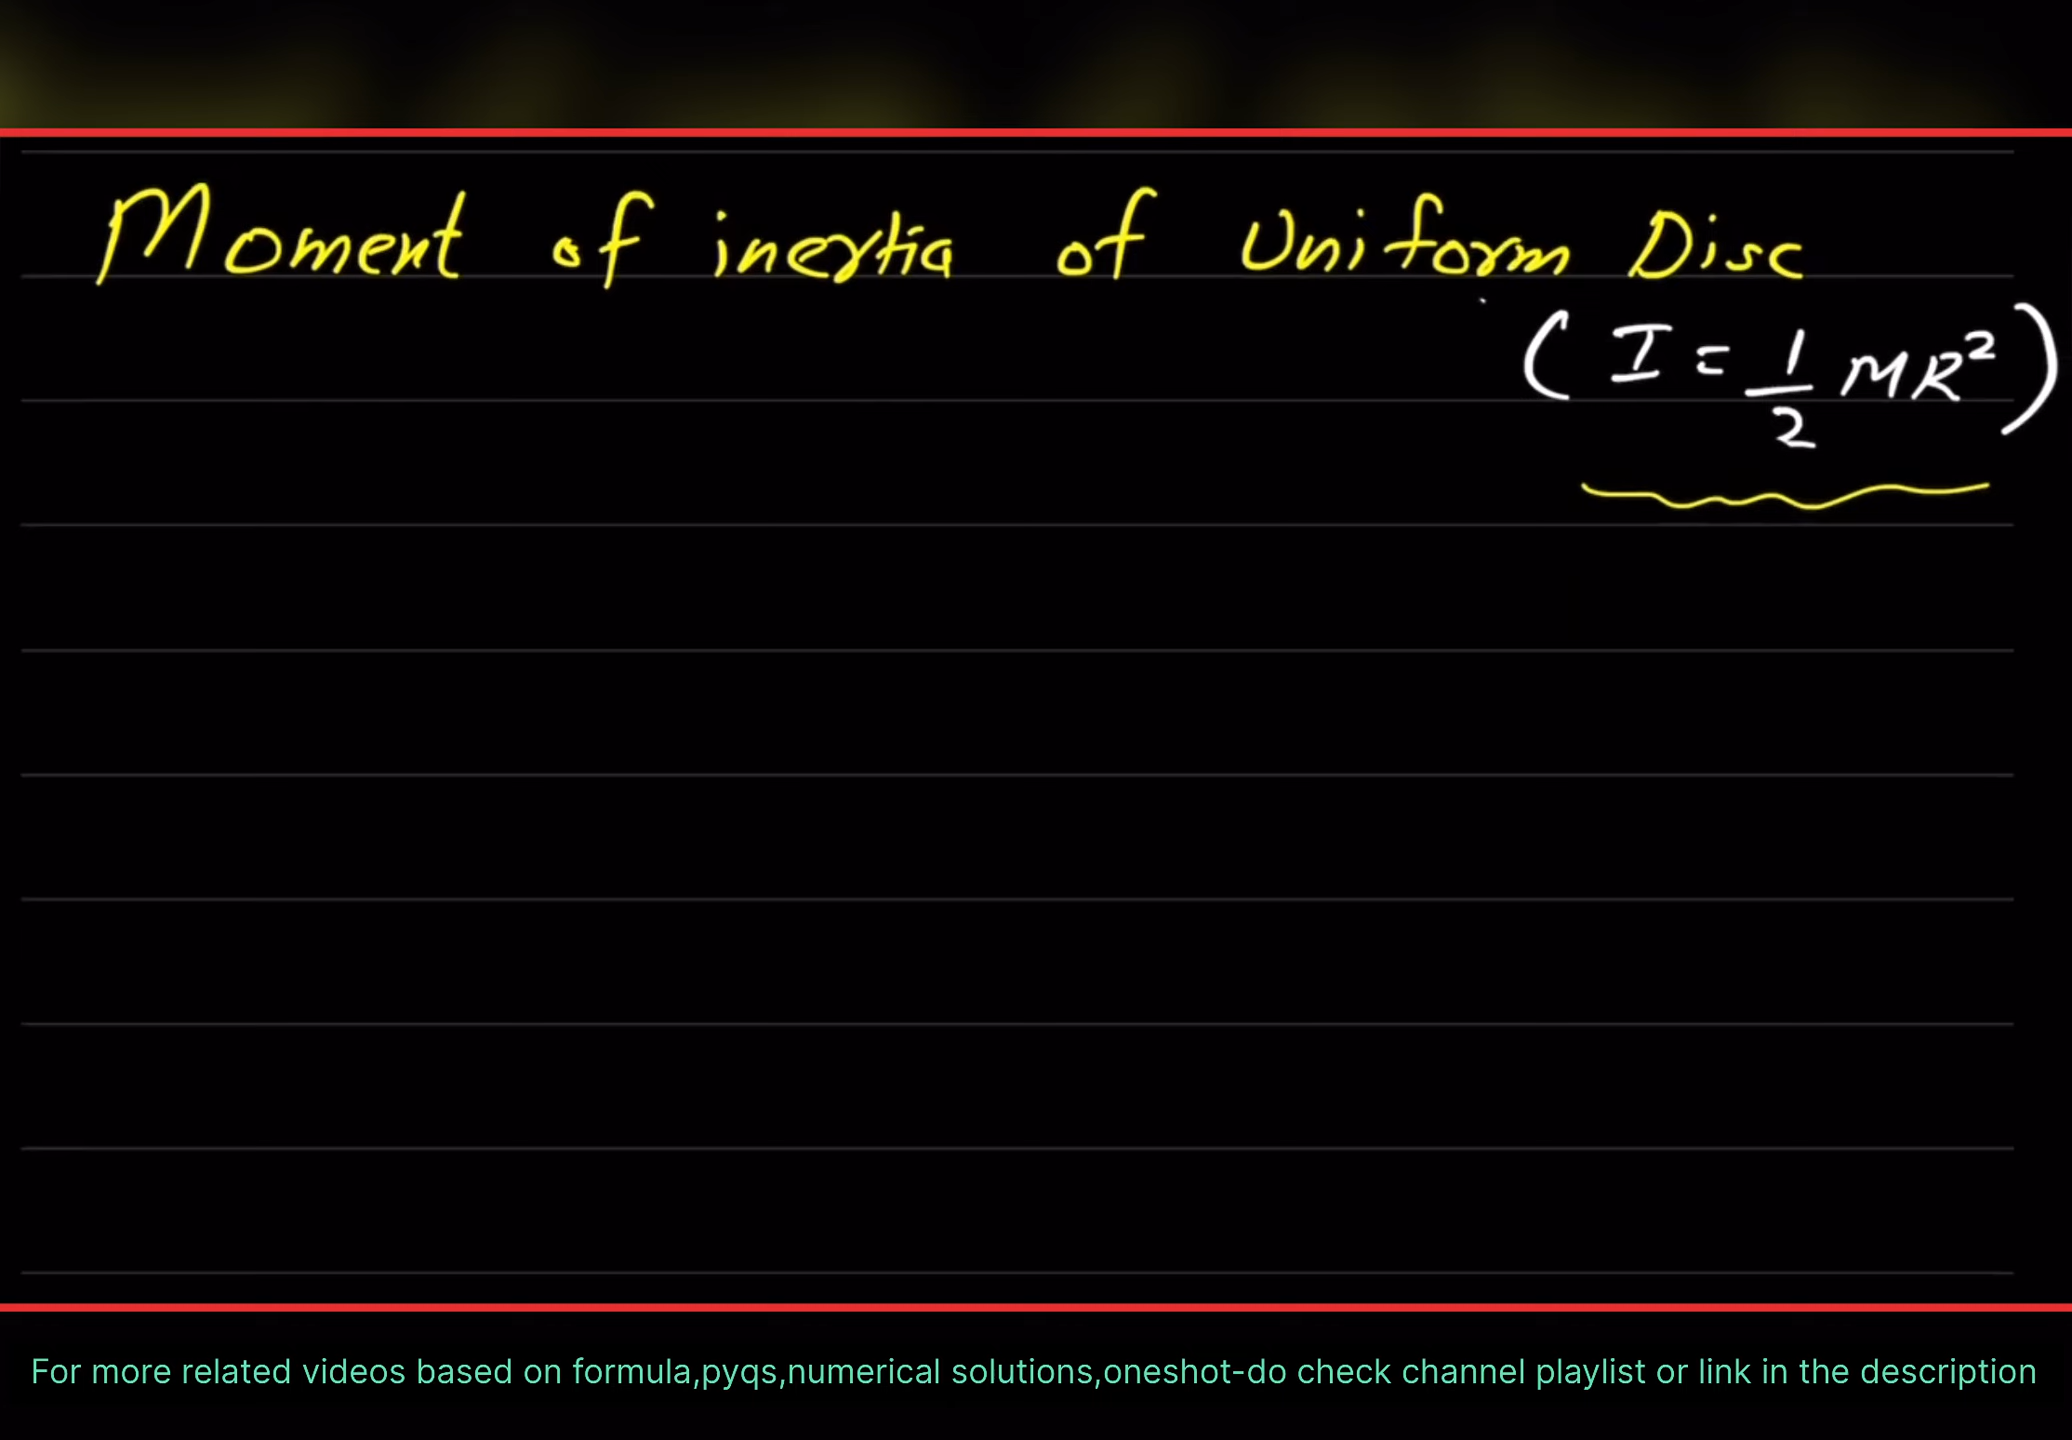 Moment of inertia of Uniform Disc
( I = 1/2 MR² )
For more related videos based on formula,pyqs,numerical solutions,oneshot-do check channel playlist or link in the description